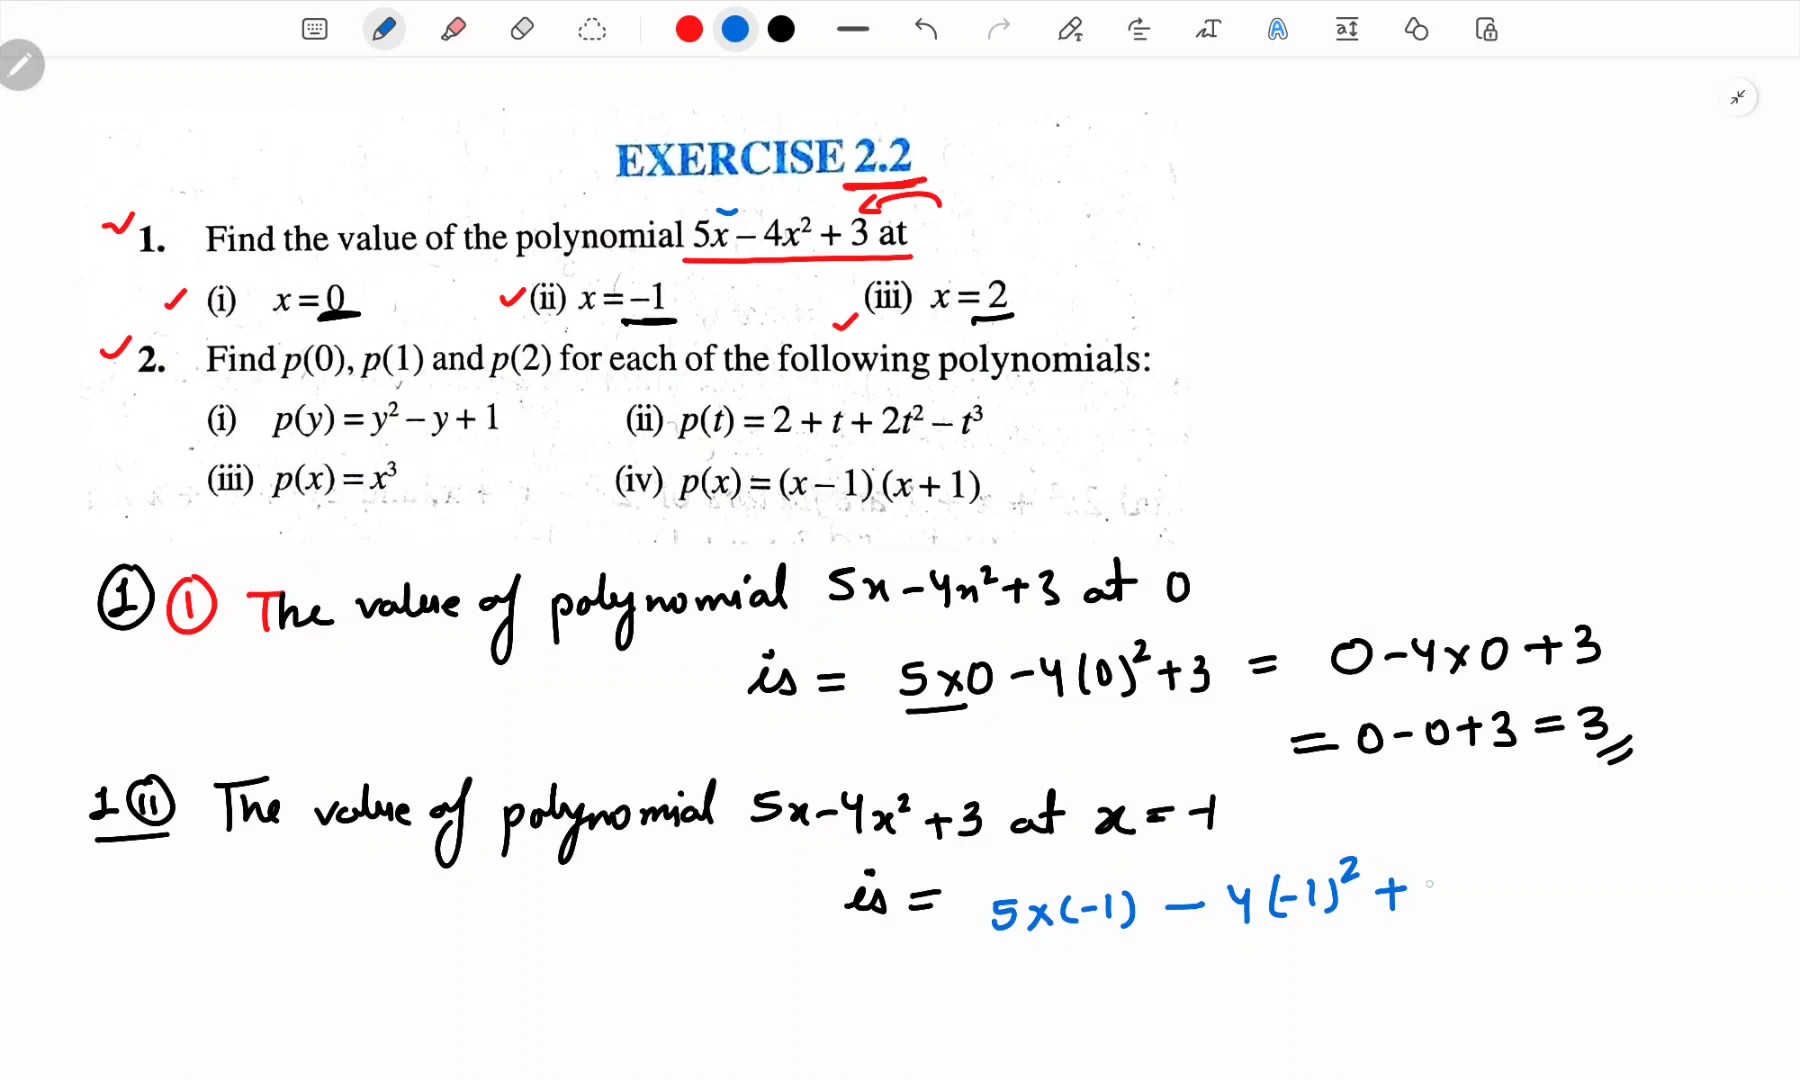 EXERCISE 2.2
1. Find the value of the polynomial 5x – 4x² + 3 at
(i) x = 0 (ii) x = –1 (iii) x = 2
2. Find p(0), p(1) and p(2) for each of the following polynomials:
(i) p(y) = y² – y + 1 (ii) p(t) = 2 + t + 2t² – t³
(iii) p(x) = x³ (iv) p(x) = (x – 1) (x + 1)
1 i The value of polynomial 5x – 4x² + 3 at 0
is = 5×0 – 4(0)² + 3 = 0 – 4×0 + 3
= 0 – 0 + 3 = 3
1 ii The value of polynomial 5x – 4x² + 3 at x = -1
is = 5×(-1) – 4(-1)² +